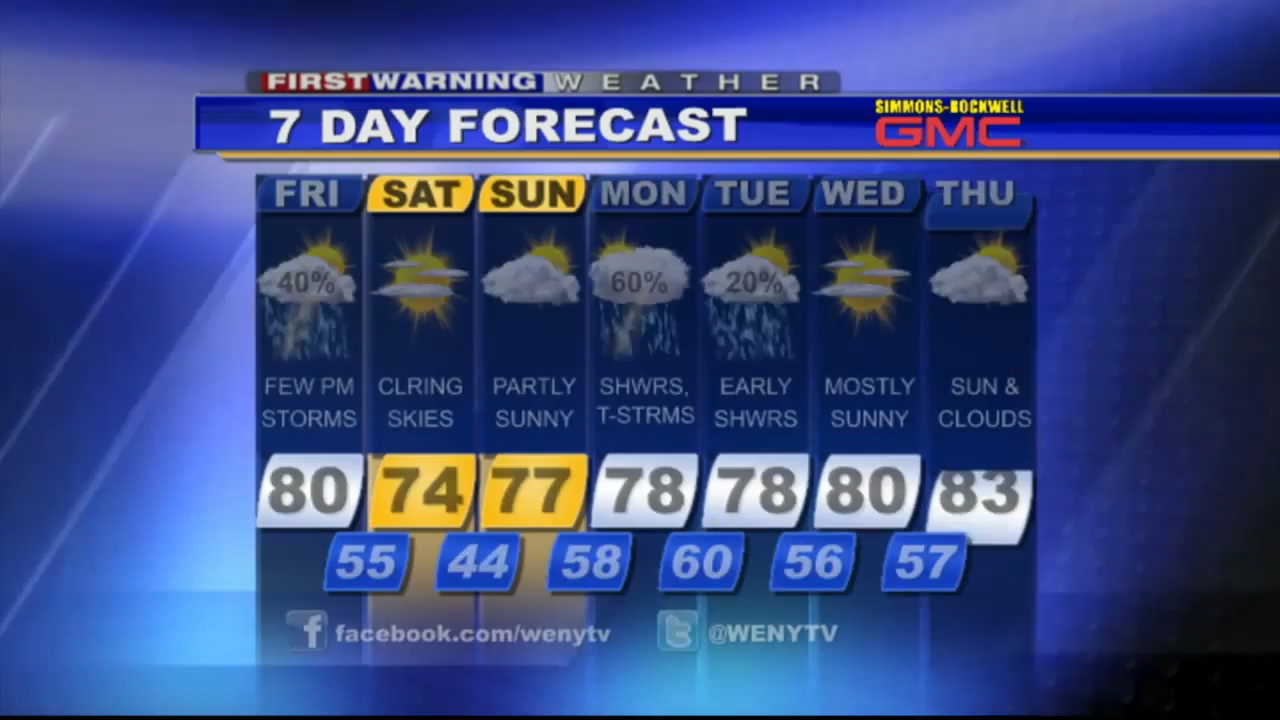 FIRST WARNING WEATHER
7 DAY FORECAST
SIMMONS-ROCKWELL
GMC
FRI SAT SUN MON TUE WED THU
40% 60% 20%
FEW PM CLRING PARTLY SHWRS, EARLY MOSTLY SUN &
STORMS SKIES SUNNY T-STRMS SHWRS SUNNY CLOUDS
80 74 77 78 78 80 83
55 44 58 60 56 57
f facebook.com/wenytv t @WENYTV